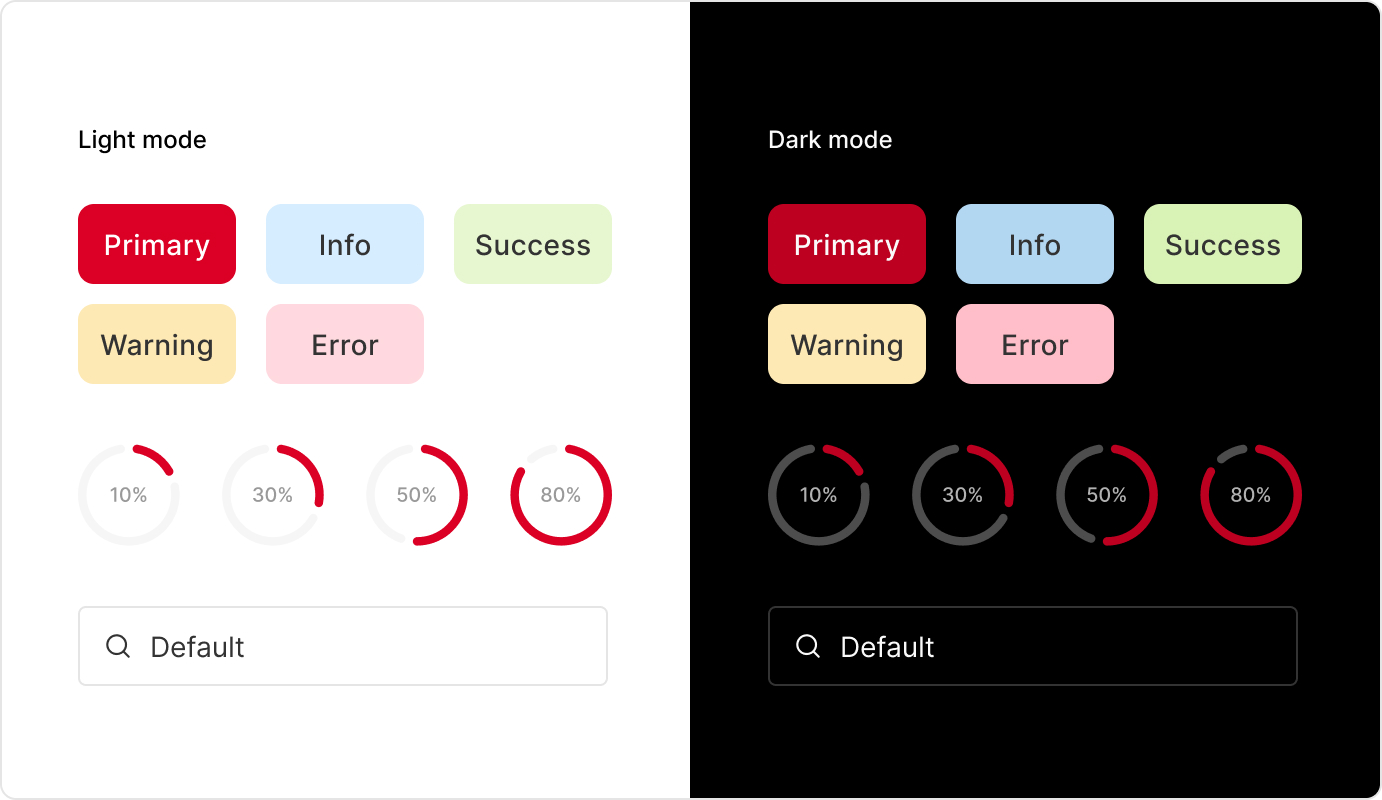 Light mode
Primary
Info
Success
Warning
Error
10%
30%
50%
80%
Default
Dark mode
Primary
Info
Success
Warning
Error
10%
30%
50%
80%
Default